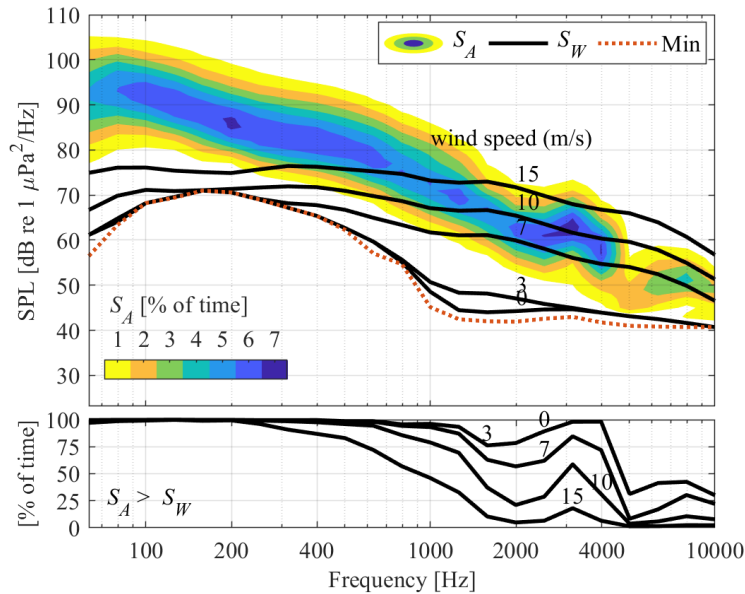 110
100
90
80
70
60
50
40
30
SPL [dB re 1 μPa²/Hz]
S_A S_W Min
wind speed (m/s)
15
10
7
3
0
S_A [% of time]
1 2 3 4 5 6 7
100
75
50
25
0
[% of time]
S_A > S_W
3
0
7
10
15
100 200 400 1000 2000 4000 10000
Frequency [Hz]